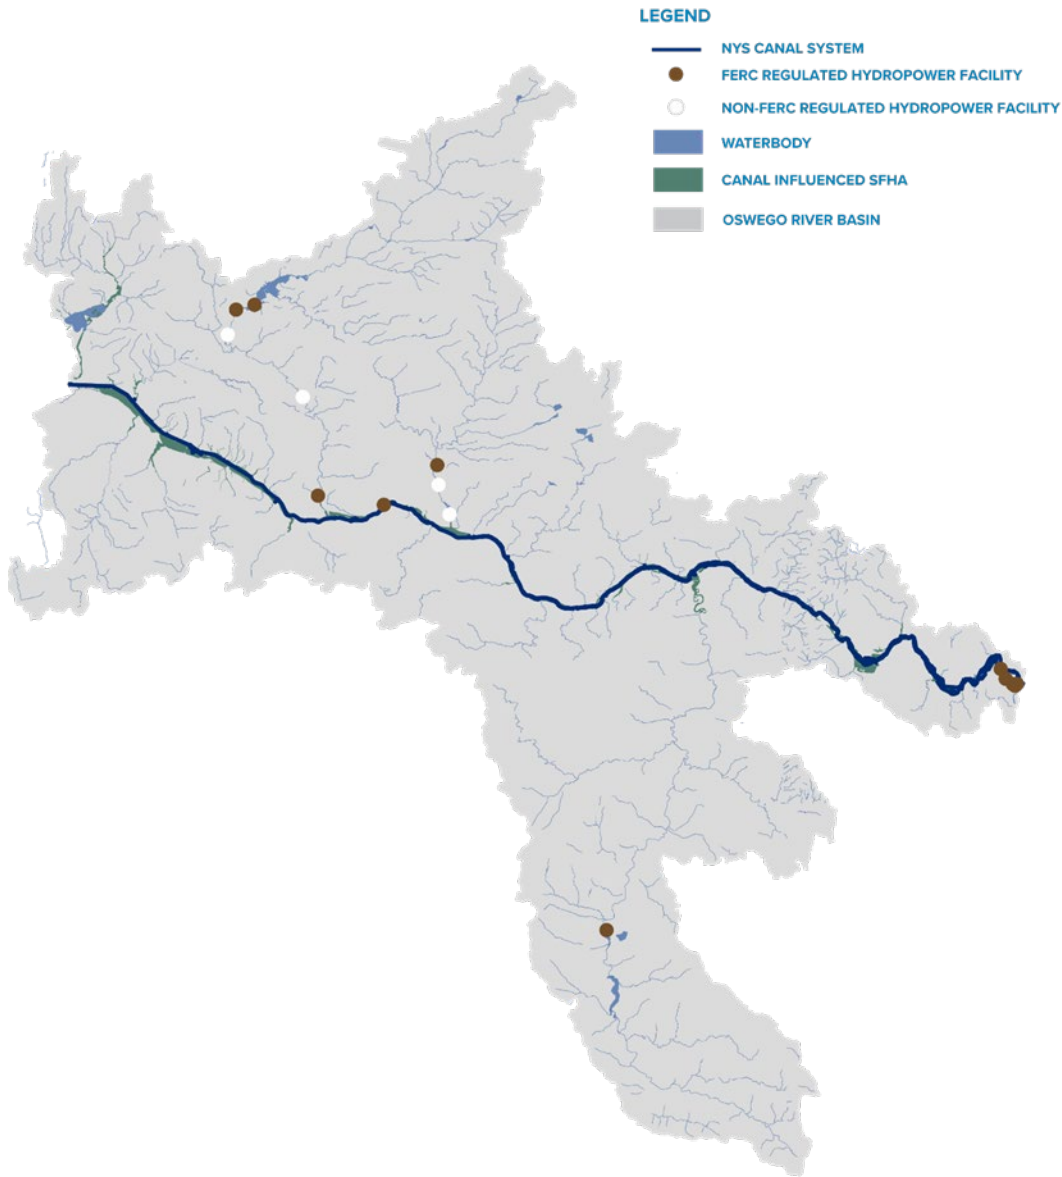 LEGEND
NYS CANAL SYSTEM
FERC REGULATED HYDROPOWER FACILITY
NON-FERC REGULATED HYDROPOWER FACILITY
WATERBODY
CANAL INFLUENCED SFHA
OSWEGO RIVER BASIN